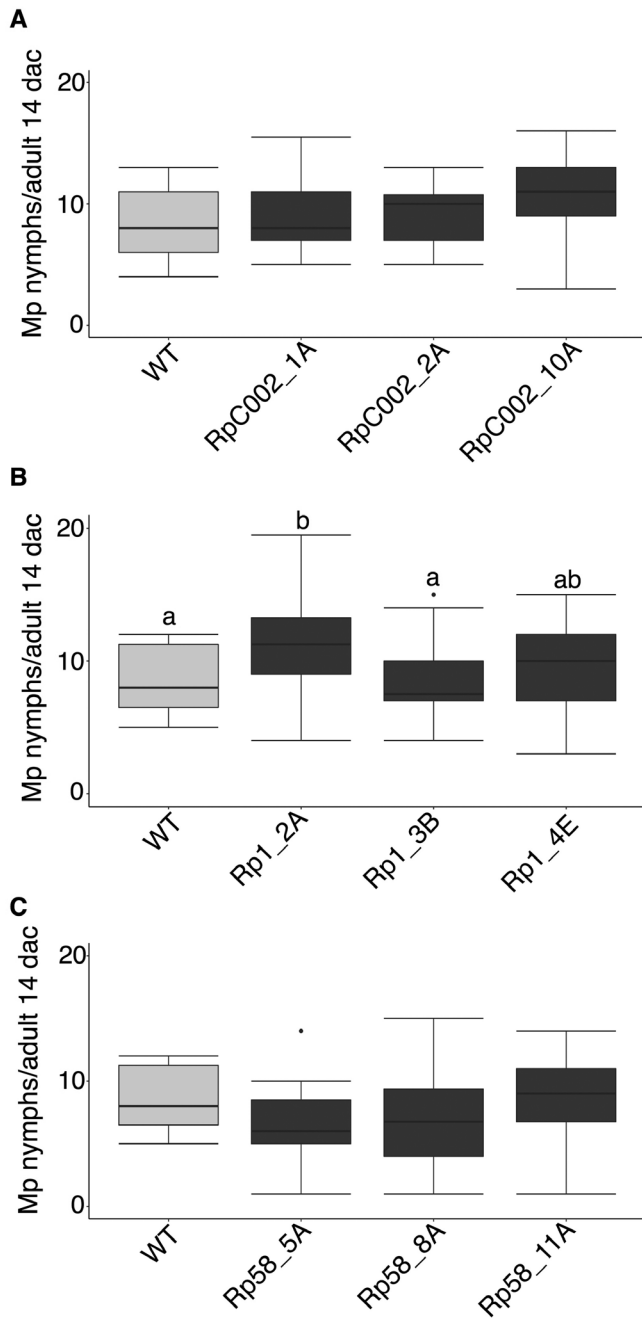 A
Mp nymphs/adult 14 dac
20
10
0
WT
RpC002_1A
RpC002_2A
RpC002_10A
B
Mp nymphs/adult 14 dac
20
10
0
a
b
a
ab
WT
Rp1_2A
Rp1_3B
Rp1_4E
C
Mp nymphs/adult 14 dac
20
10
0
WT
Rp58_5A
Rp58_8A
Rp58_11A